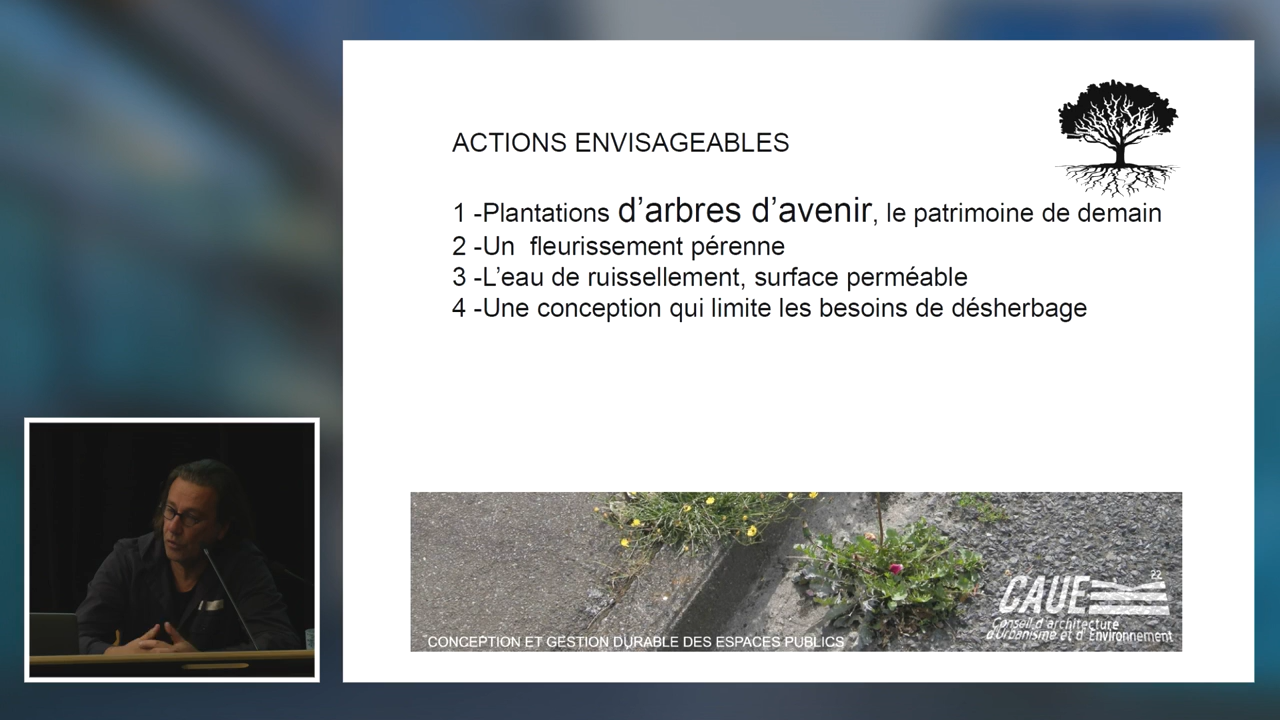 ACTIONS ENVISAGEABLES
1 -Plantations d’arbres d’avenir, le patrimoine de demain
2 -Un fleurissement pérenne
3 -L’eau de ruissellement, surface perméable
4 -Une conception qui limite les besoins de désherbage
CAUE 22
Conseil d'architecture
d'Urbanisme et d'Environnement
CONCEPTION ET GESTION DURABLE DES ESPACES PUBLICS